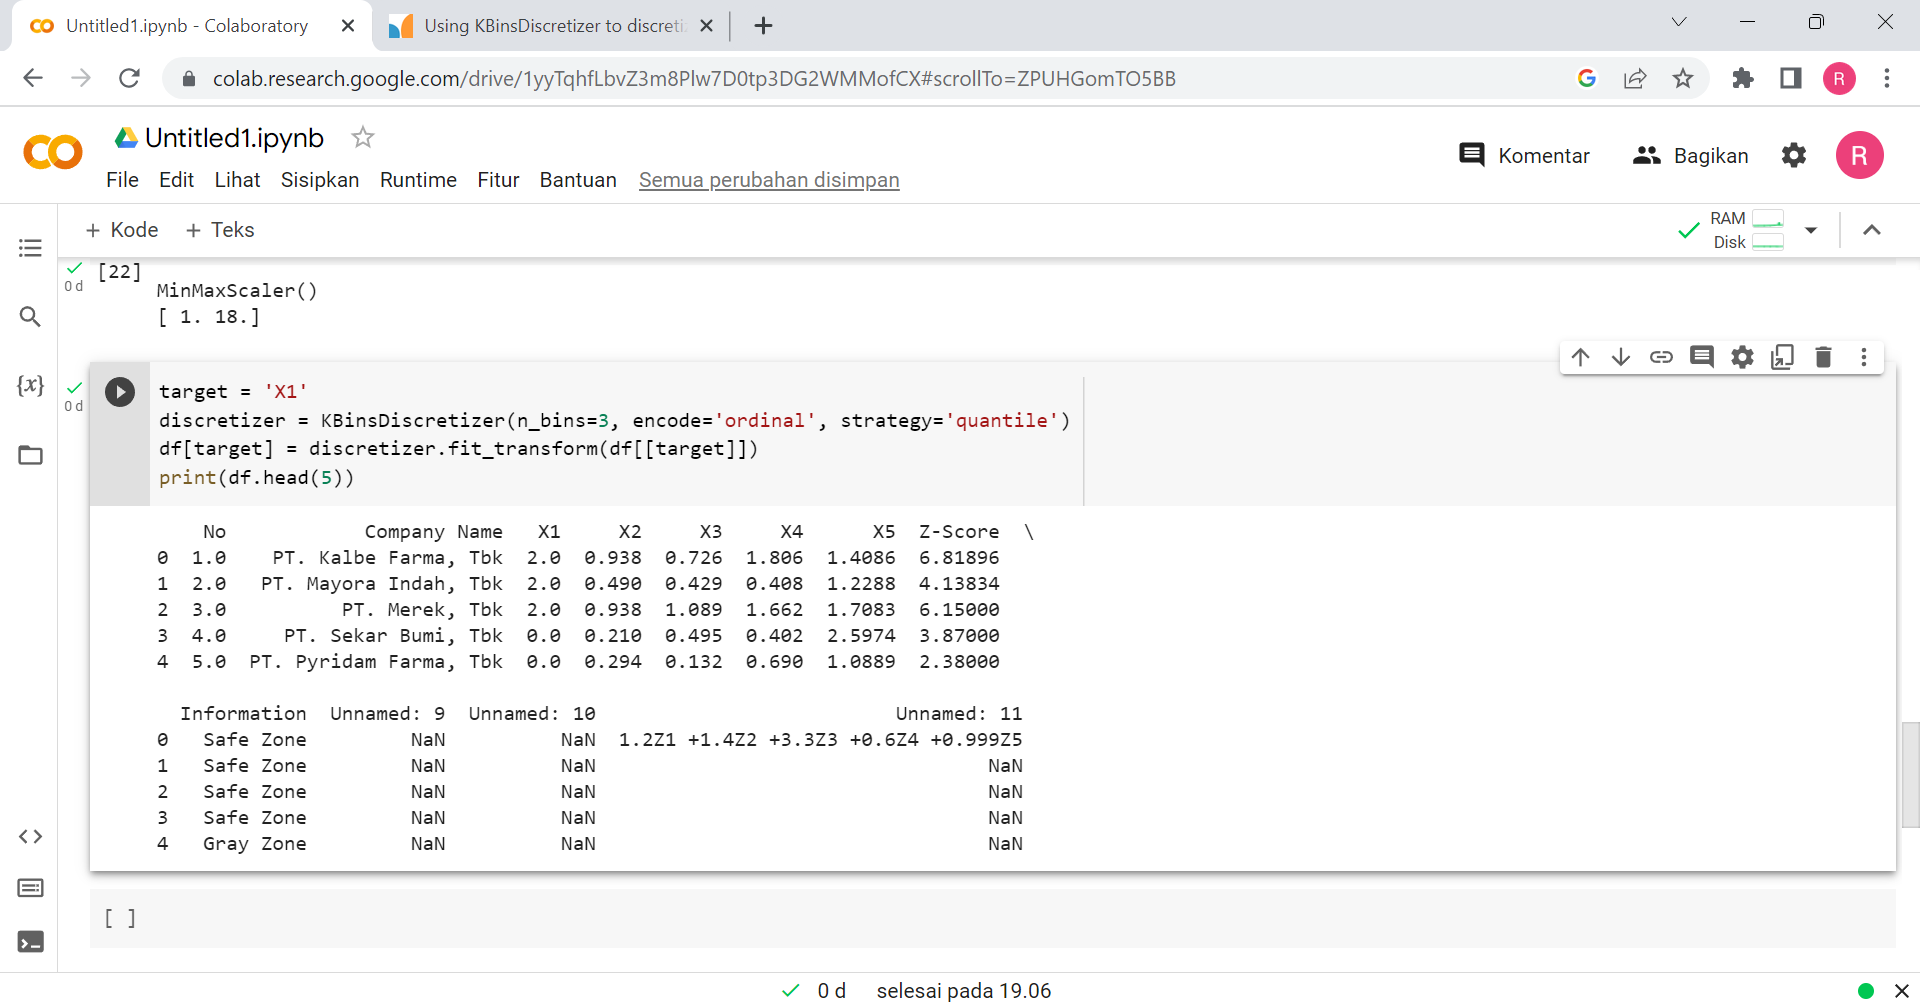 Untitled1.ipynb - Colaboratory
Using KBinsDiscretizer to discreti
colab.research.google.com/drive/1yyTqhfLbvZ3m8Plw7D0tp3DG2WMMofCX#scrollTo=ZPUHGomTO5BB
R
Untitled1.ipynb
Komentar
Bagikan
R
File Edit Lihat Sisipkan Runtime Fitur Bantuan Semua perubahan disimpan
+ Kode + Teks
RAM
Disk
[22]
0 d
MinMaxScaler()
[ 1. 18.]
{x}
0 d
target = 'X1'
discretizer = KBinsDiscretizer(n_bins=3, encode='ordinal', strategy='quantile')
df[target] = discretizer.fit_transform(df[[target]])
print(df.head(5))
No Company Name X1 X2 X3 X4 X5 Z-Score \
0 1.0 PT. Kalbe Farma, Tbk 2.0 0.938 0.726 1.806 1.4086 6.81896
1 2.0 PT. Mayora Indah, Tbk 2.0 0.490 0.429 0.408 1.2288 4.13834
2 3.0 PT. Merek, Tbk 2.0 0.938 1.089 1.662 1.7083 6.15000
3 4.0 PT. Sekar Bumi, Tbk 0.0 0.210 0.495 0.402 2.5974 3.87000
4 5.0 PT. Pyridam Farma, Tbk 0.0 0.294 0.132 0.690 1.0889 2.38000
Information Unnamed: 9 Unnamed: 10 Unnamed: 11
0 Safe Zone NaN NaN 1.2Z1 +1.4Z2 +3.3Z3 +0.6Z4 +0.999Z5
1 Safe Zone NaN NaN NaN
2 Safe Zone NaN NaN NaN
3 Safe Zone NaN NaN NaN
4 Gray Zone NaN NaN NaN
[ ]
0 d selesai pada 19.06